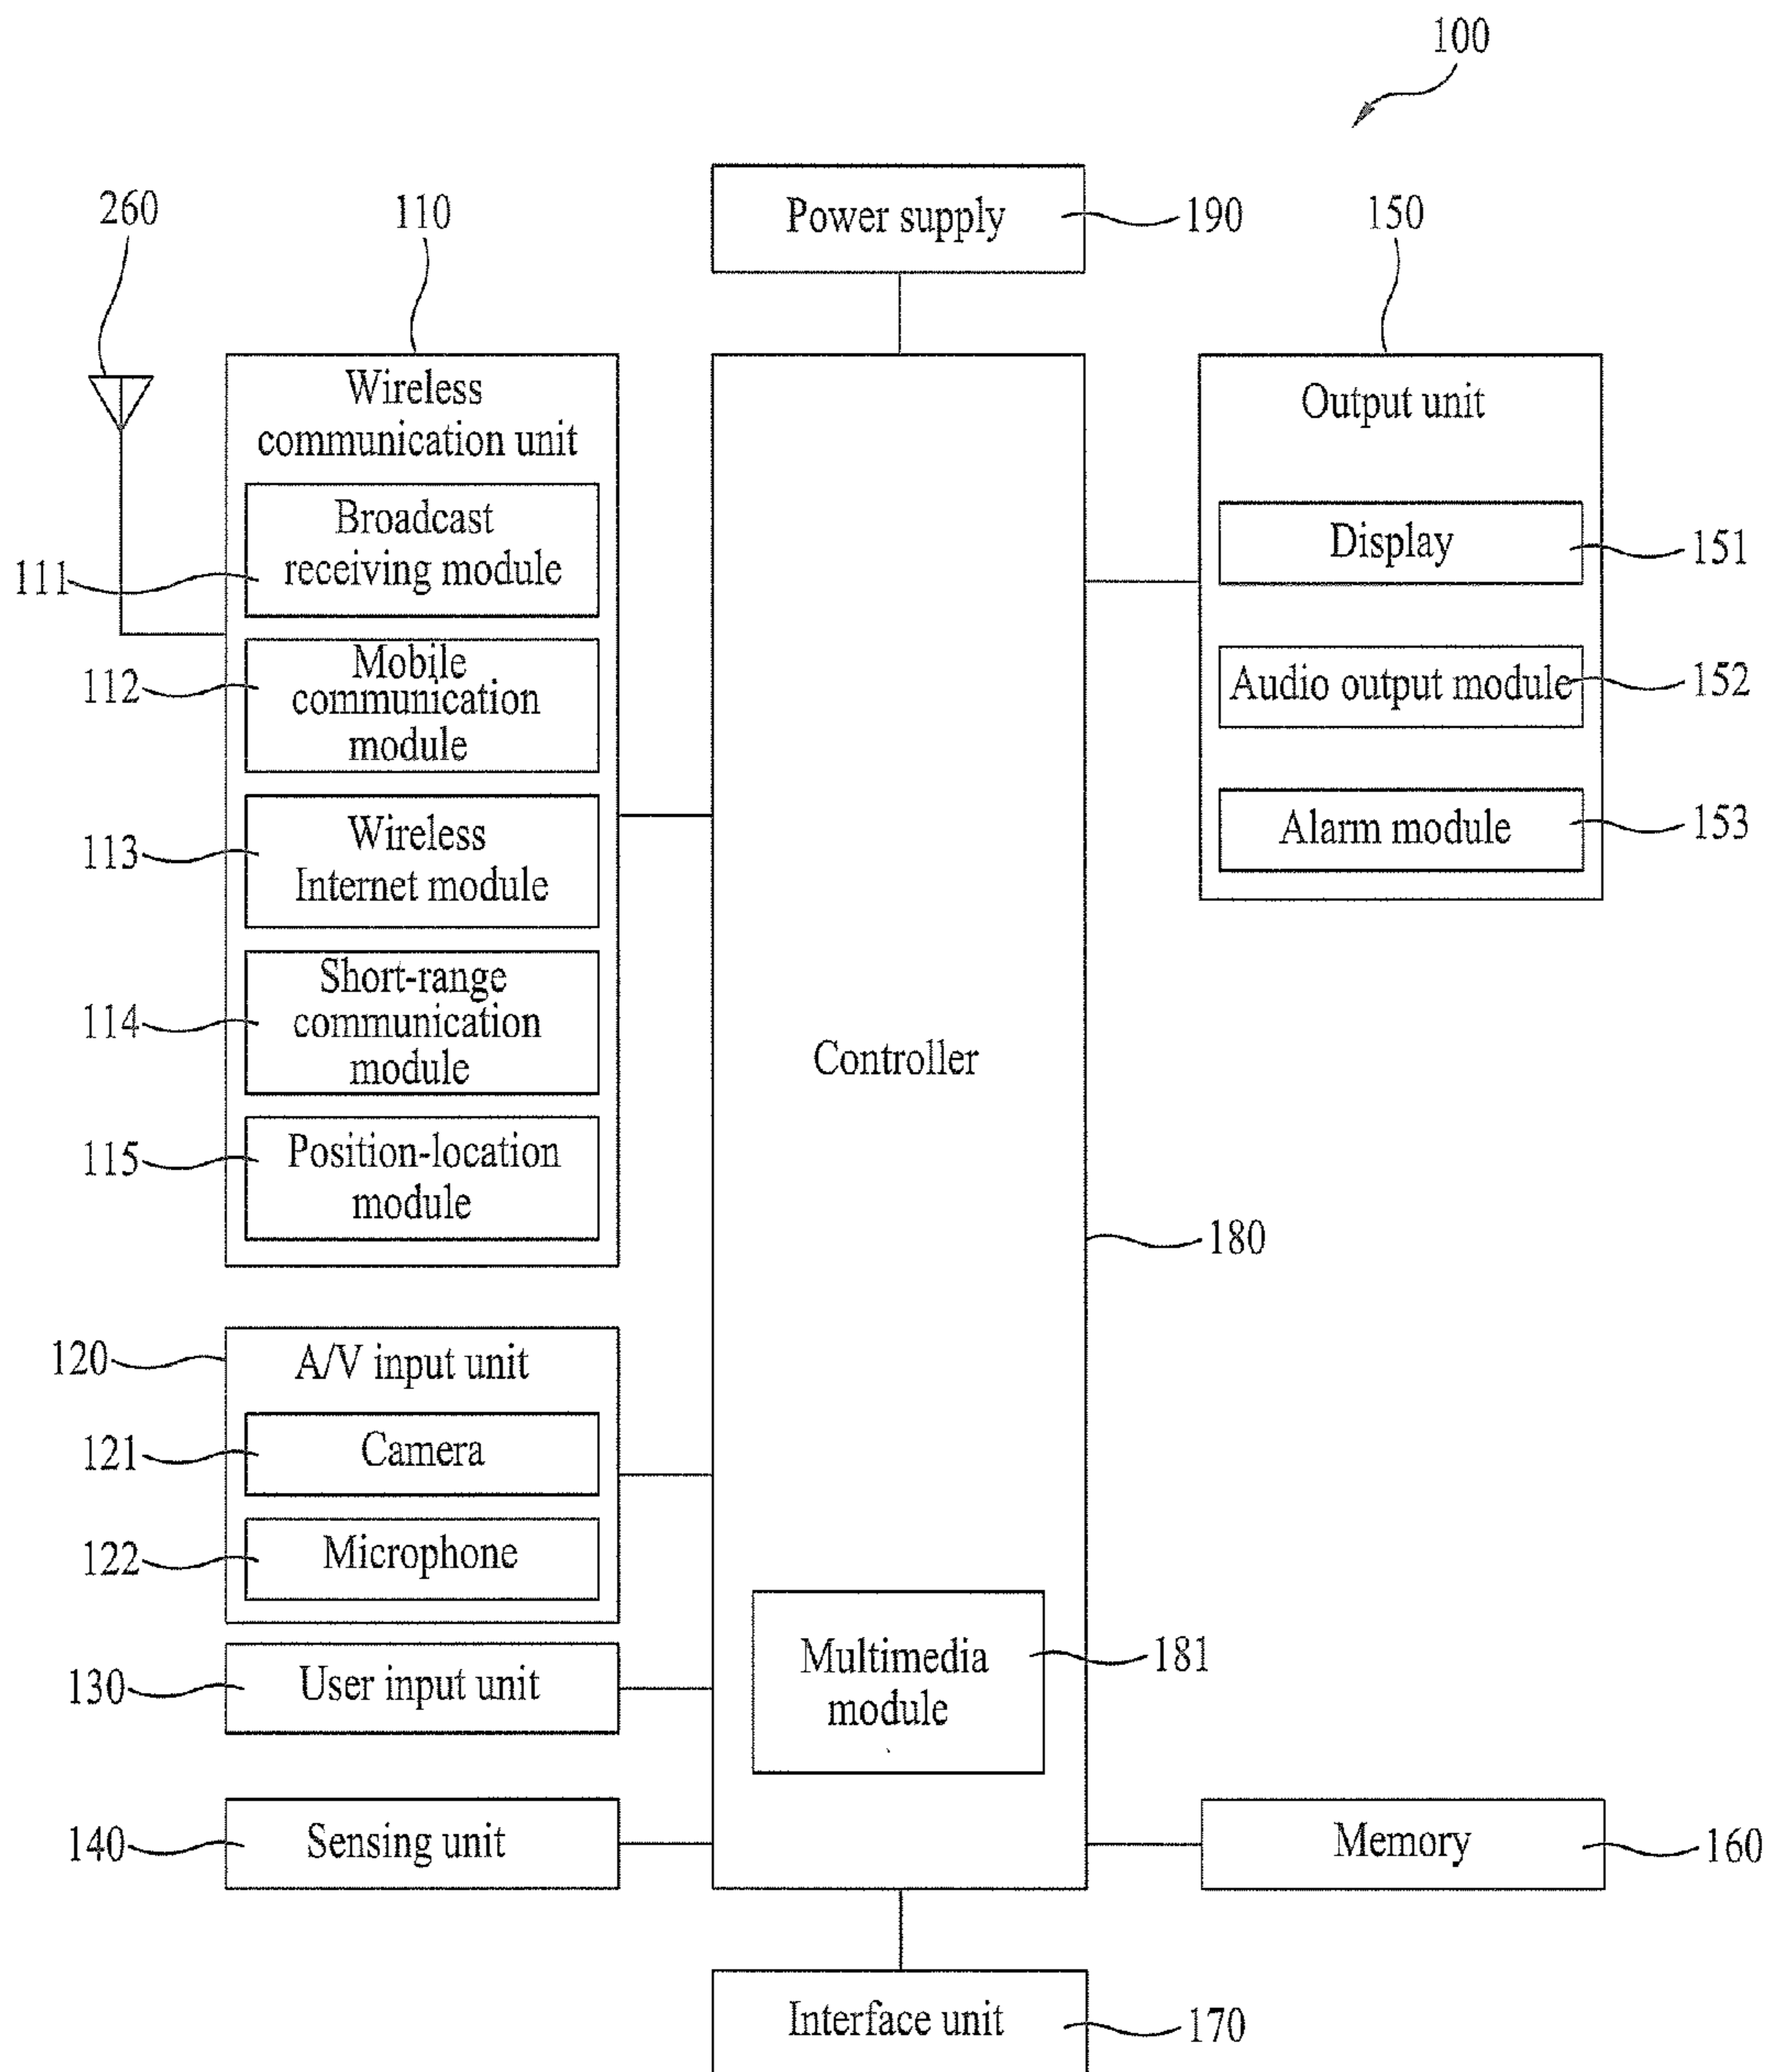 100
260
110
Power supply
190
150
Wireless
communication unit
Output unit
Broadcast
receiving module
111
Display
151
Mobile
communication
module
112
Audio output module
152
Wireless
Internet module
113
Alarm module
153
Short-range
communication
module
114
Controller
Position-location
module
115
180
120
A/V input unit
121
Camera
122
Microphone
130
User input unit
Multimedia
module
181
140
Sensing unit
Memory
160
Interface unit
170